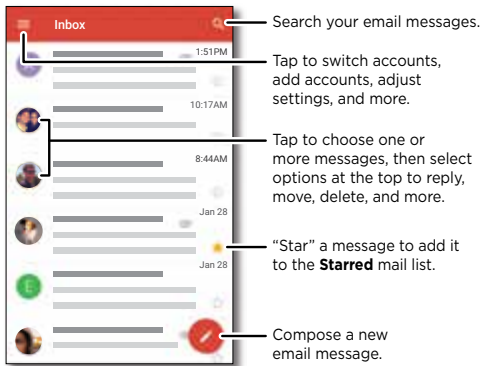 Inbox
Search your email messages.
1:51PM
Tap to switch accounts,
add accounts, adjust
settings, and more.
10:17AM
Tap to choose one or
more messages, then select
options at the top to reply,
move, delete, and more.
8:44AM
Jan 28
“Star” a message to add it
to the Starred mail list.
Jan 28
E
Compose a new
email message.